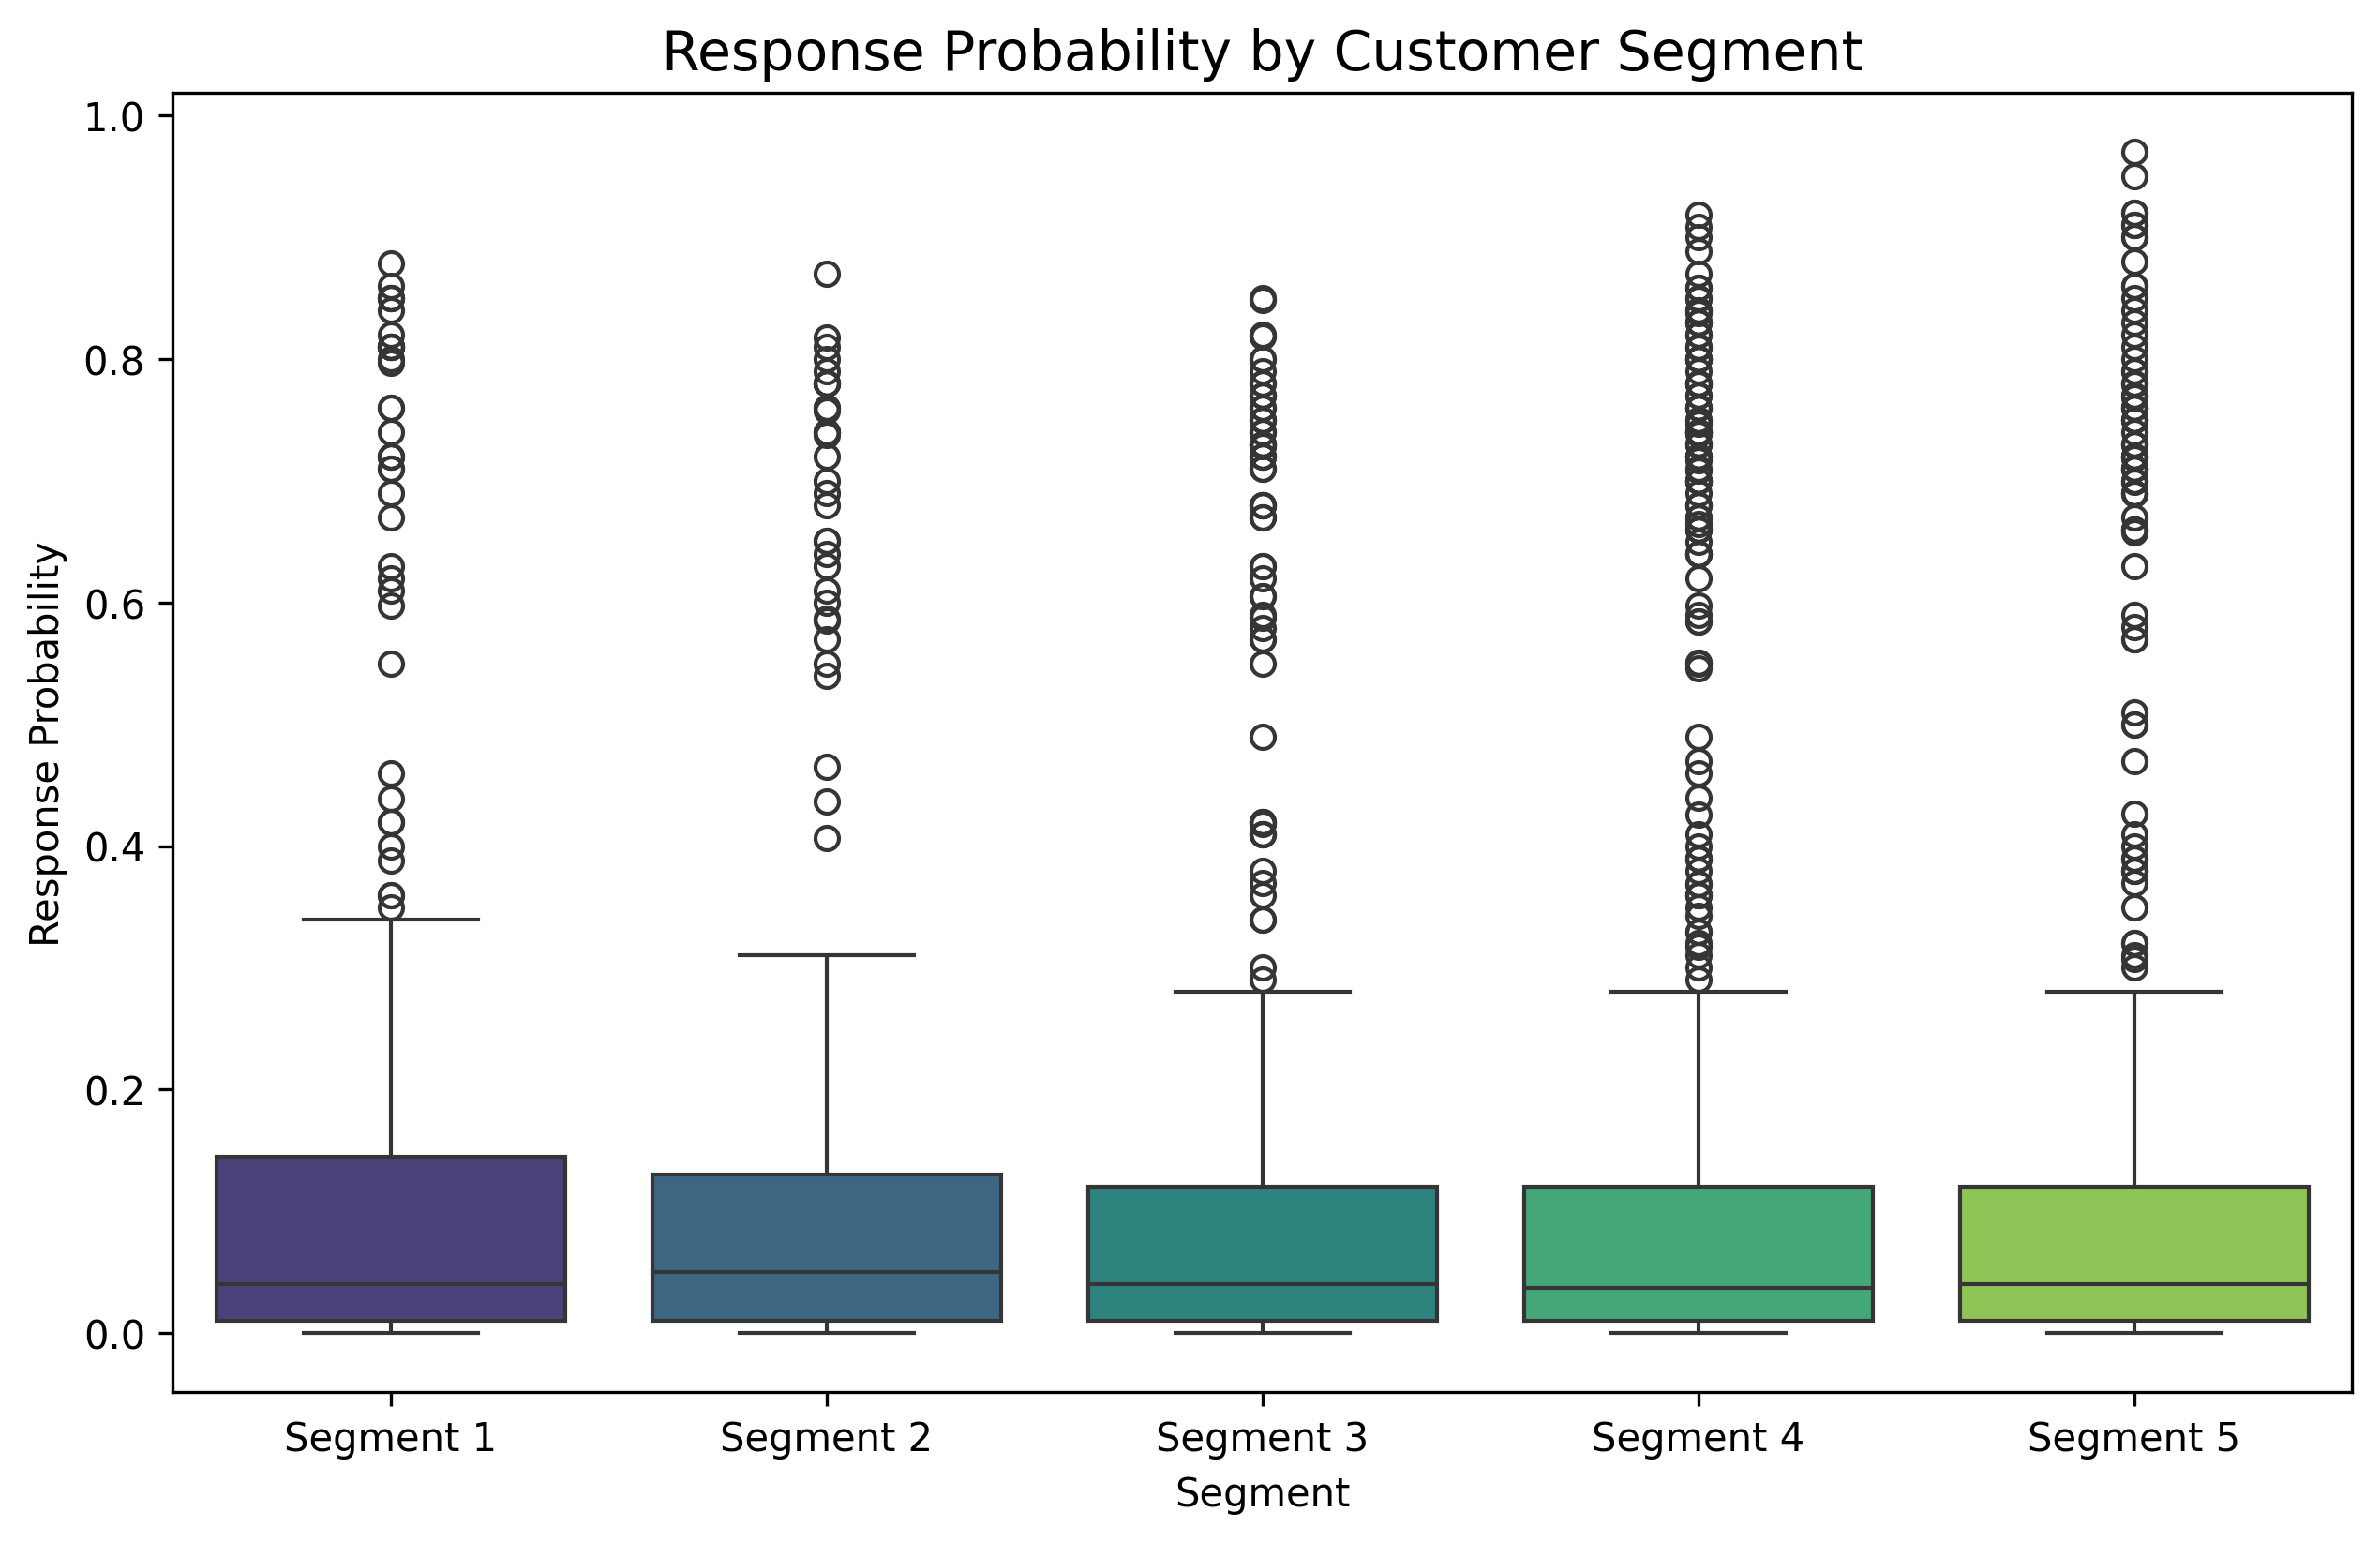 Response Probability by Customer Segment
1.0
0.8
0.6
0.4
0.2
0.0
Response Probability
Segment 1
Segment 2
Segment 3
Segment 4
Segment 5
Segment